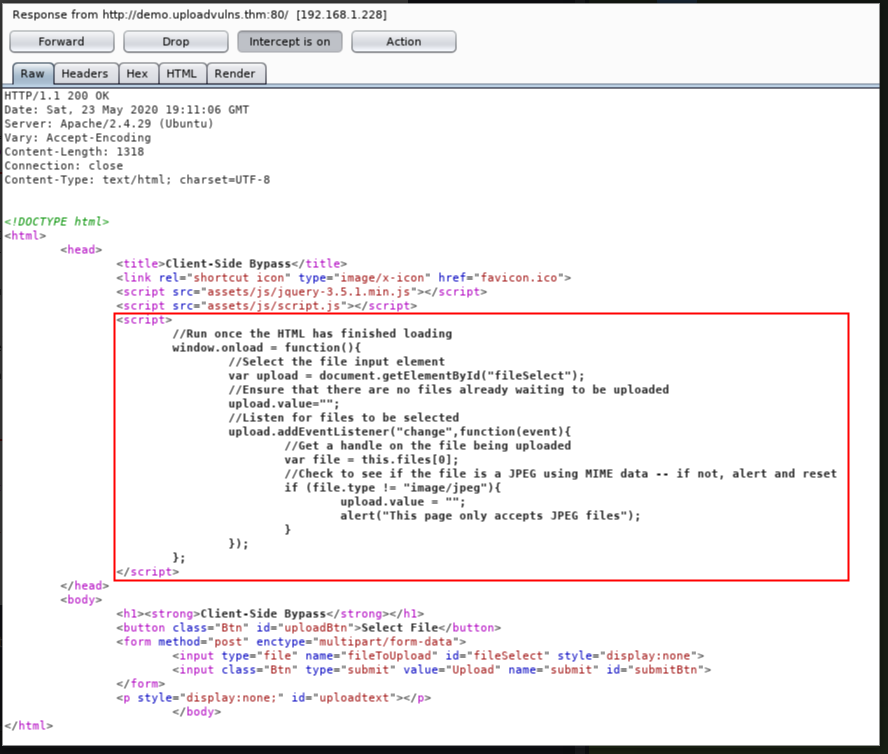 Response from http://demo.uploadvulns.thm:80/ [192.168.1.228]
Forward Drop Intercept is on Action
Raw Headers Hex HTML Render
HTTP/1.1 200 OK
Date: Sat, 23 May 2020 19:11:06 GMT
Server: Apache/2.4.29 (Ubuntu)
Vary: Accept-Encoding
Content-Length: 1318
Connection: close
Content-Type: text/html; charset=UTF-8
<!DOCTYPE html>
<html>
<head>
<title>Client-Side Bypass</title>
<link rel="shortcut icon" type="image/x-icon" href="favicon.ico">
<script src="assets/js/jquery-3.5.1.min.js"></script>
<script src="assets/js/script.js"></script>
<script>
//Run once the HTML has finished loading
window.onload = function(){
//Select the file input element
var upload = document.getElementById("fileSelect");
//Ensure that there are no files already waiting to be uploaded
upload.value="";
//Listen for files to be selected
upload.addEventListener("change",function(event){
//Get a handle on the file being uploaded
var file = this.files[0];
//Check to see if the file is a JPEG using MIME data -- if not, alert and reset
if (file.type != "image/jpeg"){
upload.value = "";
alert("This page only accepts JPEG files");
}
});
};
</script>
</head>
<body>
<h1><strong>Client-Side Bypass</strong></h1>
<button class="Btn" id="uploadBtn">Select File</button>
<form method="post" enctype="multipart/form-data">
<input type="file" name="fileToUpload" id="fileSelect" style="display:none">
<input class="Btn" type="submit" value="Upload" name="submit" id="submitBtn">
</form>
<p style="display:none;" id="uploadtext"></p>
</body>
</html>